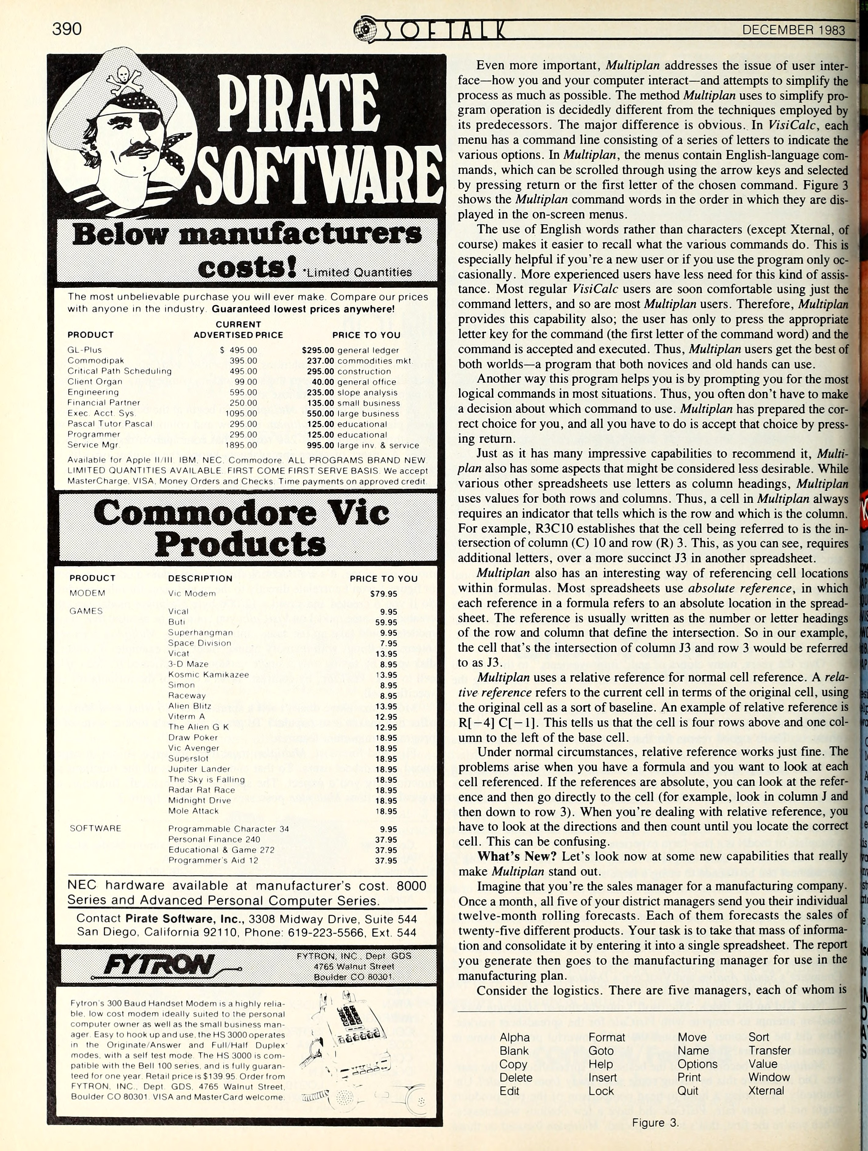 390
SOFTALK
DECEMBER 1983
PIRATE
SOFTWARE
Below manufacturers
costs! *Limited Quantities
The most unbelievable purchase you will ever make. Compare our prices
with anyone in the industry. Guaranteed lowest prices anywhere!
CURRENT
PRODUCT ADVERTISED PRICE PRICE TO YOU
GL-Plus $ 495.00 $295.00 general ledger
Commodipak 395.00 237.00 commodities mkt.
Critical Path Scheduling 495.00 295.00 construction
Client Organ 99.00 40.00 general office
Engineering 595.00 235.00 slope analysis
Financial Partner 250.00 135.00 small business
Exec. Acct. Sys. 1095.00 550.00 large business
Pascal Tutor Pascal 295.00 125.00 educational
Programmer 295.00 125.00 educational
Service Mgr. 1895.00 995.00 large inv. & service
Available for Apple II/III, IBM, NEC, Commodore. ALL PROGRAMS BRAND NEW
LIMITED QUANTITIES AVAILABLE. FIRST COME FIRST SERVE BASIS. We accept
MasterCharge, VISA, Money Orders and Checks. Time payments on approved credit.
Commodore Vic
Products
PRODUCT DESCRIPTION PRICE TO YOU
MODEM Vic Modem $79.95
GAMES Vical 9.95
Buti 59.95
Superhangman 9.95
Space Division 7.95
Vicat 13.95
3-D Maze 8.95
Kosmic Kamikazee 13.95
Simon 8.95
Raceway 8.95
Alien Blitz 13.95
Viterm A 12.95
The Alien G K 12.95
Draw Poker 18.95
Vic Avenger 18.95
Superslot 18.95
Jupiter Lander 18.95
The Sky is Falling 18.95
Radar Rat Race 18.95
Midnight Drive 18.95
Mole Attack 18.95
SOFTWARE Programmable Character 34 9.95
Personal Finance 240 37.95
Educational & Game 272 37.95
Programmer's Aid 12 37.95
NEC hardware available at manufacturer's cost. 8000
Series and Advanced Personal Computer Series.
Contact Pirate Software, Inc., 3308 Midway Drive, Suite 544
San Diego, California 92110, Phone: 619-223-5566, Ext. 544
FYTRON
FYTRON, INC., Dept. GDS
4765 Walnut Street
Boulder CO 80301
Fytron's 300 Baud Handset Modem is a highly relia-
ble, low cost modem ideally suited to the personal
computer owner as well as the small business man-
ager. Easy to hook up and use, the HS 3000 operates
in the Originate/Answer and Full/Half Duplex
modes, with a self test mode. The HS 3000 is com-
patible with the Bell 100 series, and is fully guaran-
teed for one year. Retail price is $139.95. Order from
FYTRON, INC., Dept. GDS, 4765 Walnut Street,
Boulder CO 80301. VISA and MasterCard welcome.
Even more important, Multiplan addresses the issue of user inter-
face—how you and your computer interact—and attempts to simplify the
process as much as possible. The method Multiplan uses to simplify pro-
gram operation is decidedly different from the techniques employed by
its predecessors. The major difference is obvious. In VisiCalc, each
menu has a command line consisting of a series of letters to indicate the
various options. In Multiplan, the menus contain English-language com-
mands, which can be scrolled through using the arrow keys and selected
by pressing return or the first letter of the chosen command. Figure 3
shows the Multiplan command words in the order in which they are dis-
played in the on-screen menus.
The use of English words rather than characters (except Xternal, of
course) makes it easier to recall what the various commands do. This is
especially helpful if you're a new user or if you use the program only oc-
casionally. More experienced users have less need for this kind of assis-
tance. Most regular VisiCalc users are soon comfortable using just the
command letters, and so are most Multiplan users. Therefore, Multiplan
provides this capability also; the user has only to press the appropriate
letter key for the command (the first letter of the command word) and the
command is accepted and executed. Thus, Multiplan users get the best of
both worlds—a program that both novices and old hands can use.
Another way this program helps you is by prompting you for the most
logical commands in most situations. Thus, you often don't have to make
a decision about which command to use. Multiplan has prepared the cor-
rect choice for you, and all you have to do is accept that choice by press-
ing return.
Just as it has many impressive capabilities to recommend it, Multi-
plan also has some aspects that might be considered less desirable. While
various other spreadsheets use letters as column headings, Multiplan
uses values for both rows and columns. Thus, a cell in Multiplan always
requires an indicator that tells which is the row and which is the column.
For example, R3C10 establishes that the cell being referred to is the in-
tersection of column (C) 10 and row (R) 3. This, as you can see, requires
additional letters, over a more succinct J3 in another spreadsheet.
Multiplan also has an interesting way of referencing cell locations
within formulas. Most spreadsheets use absolute reference, in which
each reference in a formula refers to an absolute location in the spread-
sheet. The reference is usually written as the number or letter headings
of the row and column that define the intersection. So in our example,
the cell that's the intersection of column J3 and row 3 would be referred
to as J3.
Multiplan uses a relative reference for normal cell reference. A rela-
tive reference refers to the current cell in terms of the original cell, using
the original cell as a sort of baseline. An example of relative reference is
R[−4] C[−1]. This tells us that the cell is four rows above and one col-
umn to the left of the base cell.
Under normal circumstances, relative reference works just fine. The
problems arise when you have a formula and you want to look at each
cell referenced. If the references are absolute, you can look at the refer-
ence and then go directly to the cell (for example, look in column J and
then down to row 3). When you're dealing with relative reference, you
have to look at the directions and then count until you locate the correct
cell. This can be confusing.
What's New? Let's look now at some new capabilities that really
make Multiplan stand out.
Imagine that you're the sales manager for a manufacturing company.
Once a month, all five of your district managers send you their individual
twelve-month rolling forecasts. Each of them forecasts the sales of
twenty-five different products. Your task is to take that mass of informa-
tion and consolidate it by entering it into a single spreadsheet. The report
you generate then goes to the manufacturing manager for use in the
manufacturing plan.
Consider the logistics. There are five managers, each of whom is
Alpha Format Move Sort
Blank Goto Name Transfer
Copy Help Options Value
Delete Insert Print Window
Edit Lock Quit Xternal
Figure 3.